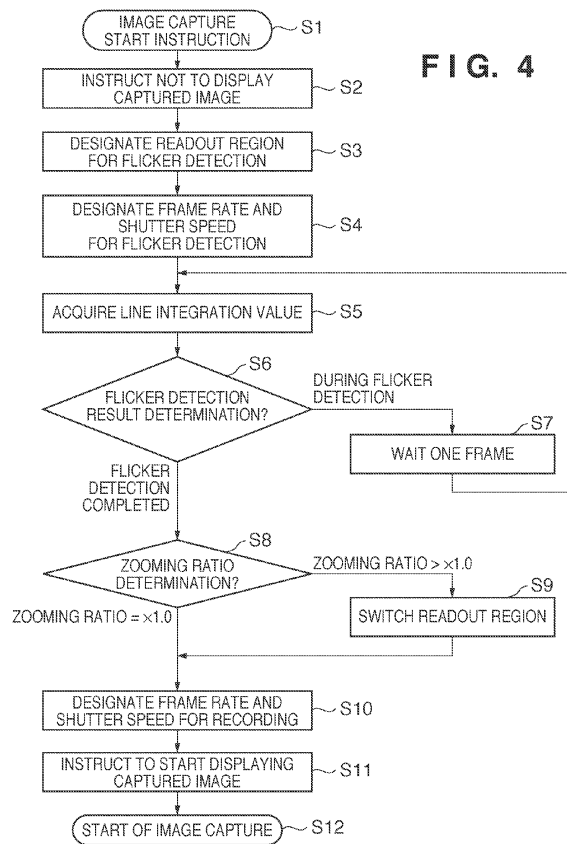 IMAGE CAPTURE
START INSTRUCTION
S1
FIG. 4
INSTRUCT NOT TO DISPLAY
CAPTURED IMAGE
S2
DESIGNATE READOUT REGION
FOR FLICKER DETECTION
S3
DESIGNATE FRAME RATE AND
SHUTTER SPEED
FOR FLICKER DETECTION
S4
ACQUIRE LINE INTEGRATION VALUE
S5
S6
FLICKER DETECTION
RESULT DETERMINATION?
DURING FLICKER
DETECTION
S7
WAIT ONE FRAME
FLICKER
DETECTION
COMPLETED
S8
ZOOMING RATIO
DETERMINATION?
ZOOMING RATIO > ×1.0
S9
SWITCH READOUT REGION
ZOOMING RATIO = ×1.0
DESIGNATE FRAME RATE AND
SHUTTER SPEED FOR RECORDING
S10
INSTRUCT TO START DISPLAYING
CAPTURED IMAGE
S11
START OF IMAGE CAPTURE
S12